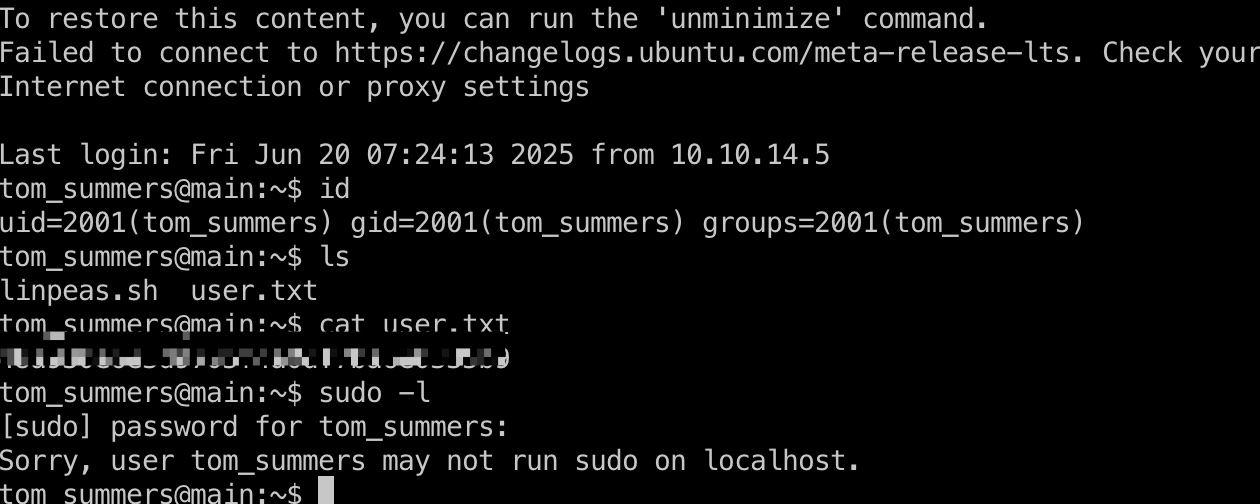 To restore this content, you can run the 'unminimize' command.
Failed to connect to https://changelogs.ubuntu.com/meta-release-lts. Check your
Internet connection or proxy settings
Last login: Fri Jun 20 07:24:13 2025 from 10.10.14.5
tom_summers@main:~$ id
uid=2001(tom_summers) gid=2001(tom_summers) groups=2001(tom_summers)
tom_summers@main:~$ ls
linpeas.sh  user.txt
tom_summers@main:~$ cat user.txt
tom_summers@main:~$ sudo -l
[sudo] password for tom_summers:
Sorry, user tom_summers may not run sudo on localhost.
tom_summers@main:~$